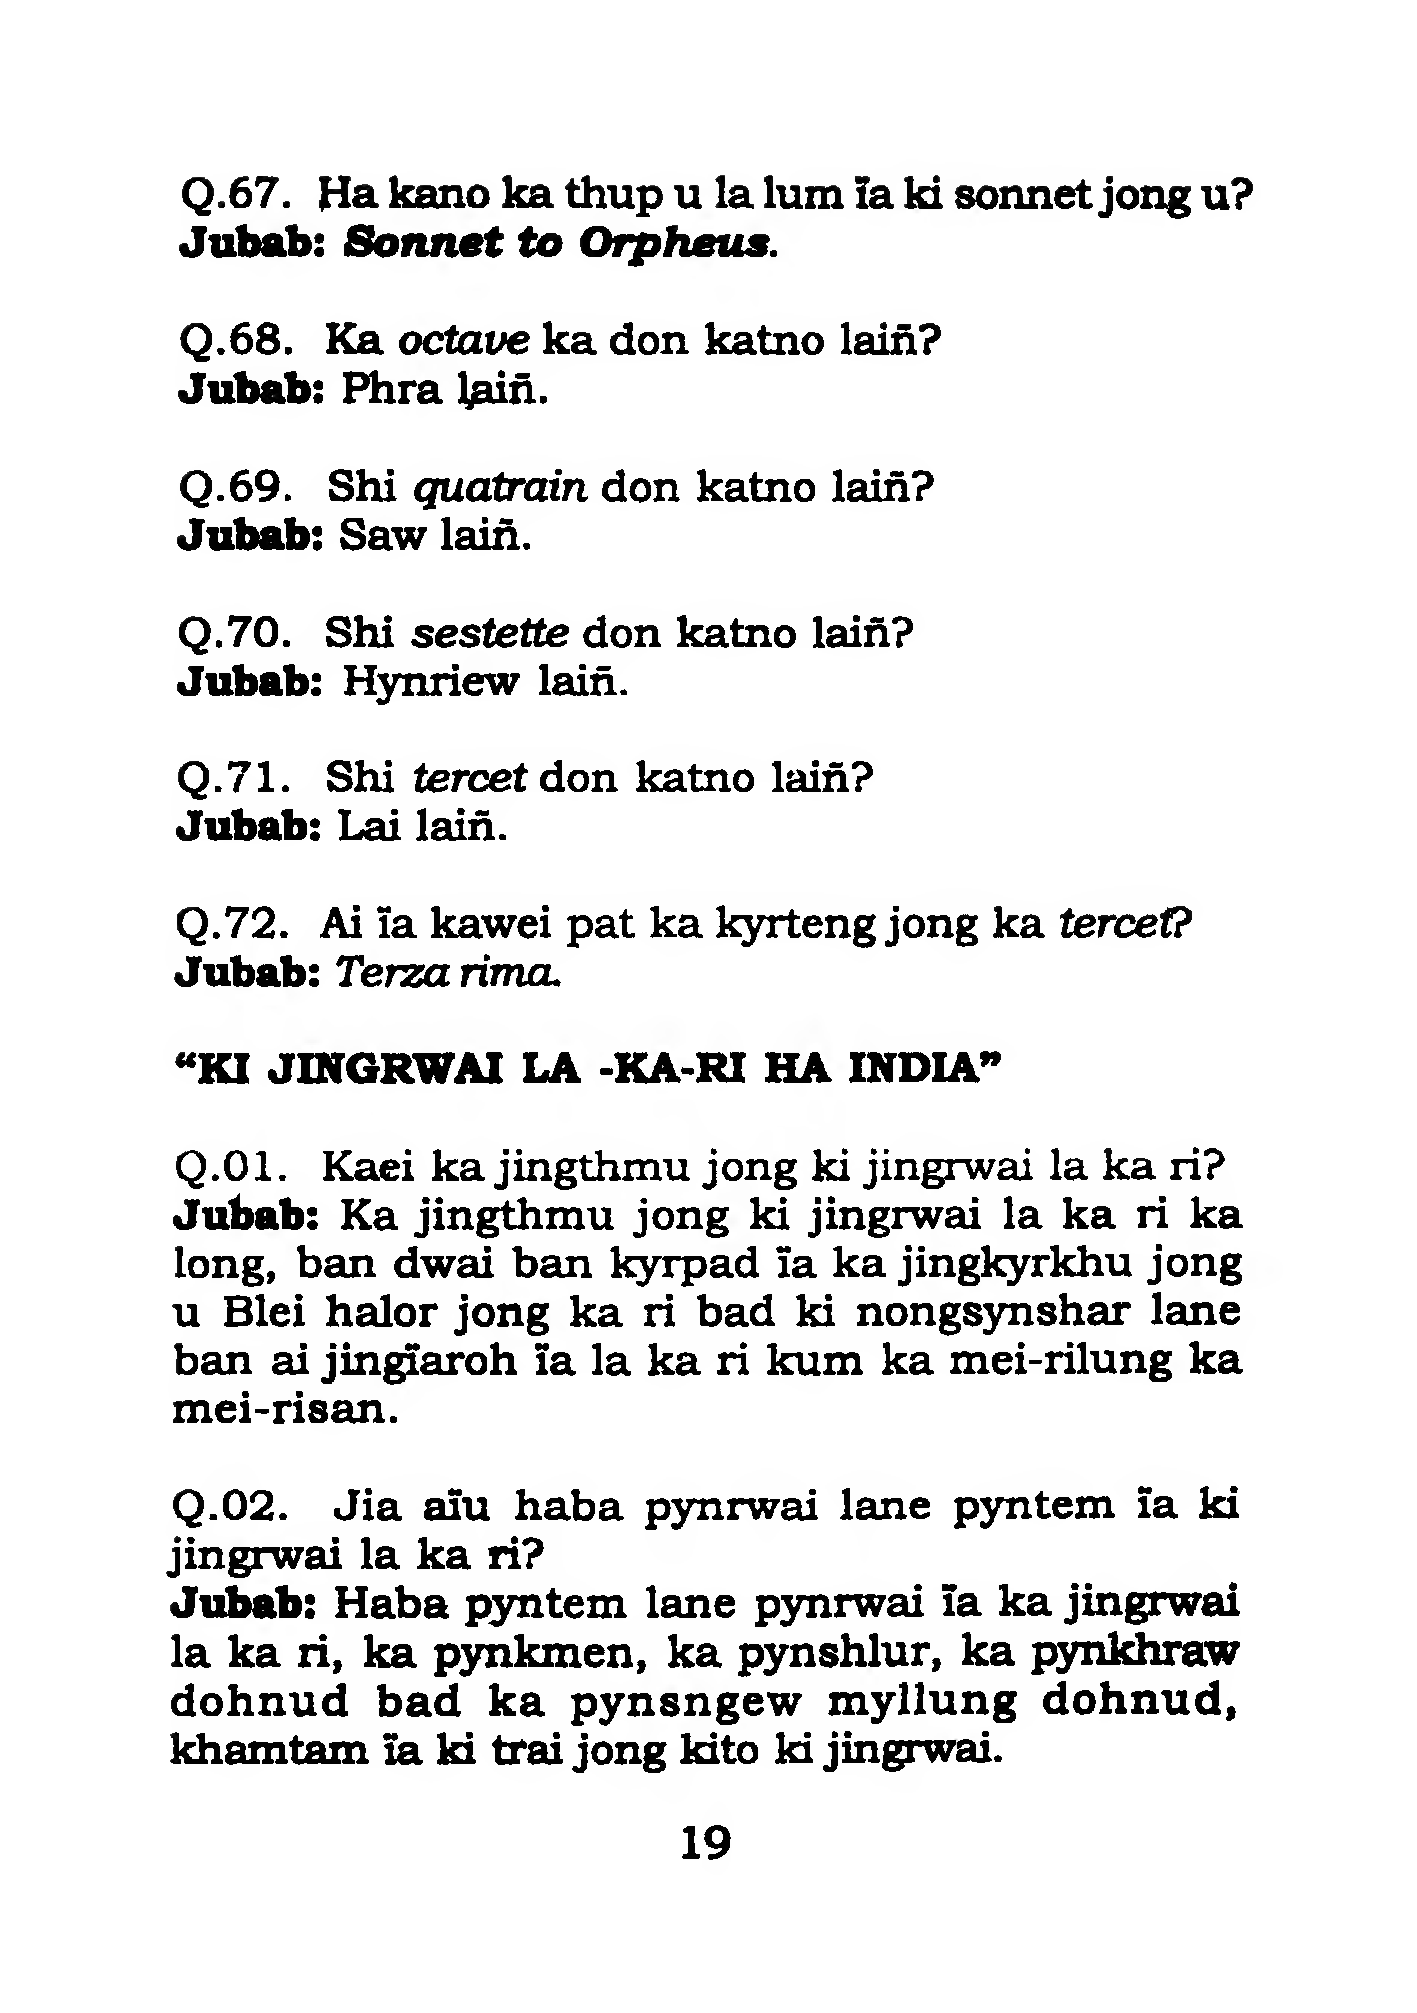 Q.67. Ha kano ka thup u la lum ïa ki sonnet jong u?
Jubab: Sonnet to Orpheus.
Q.68. Ka octave ka don katno laiñ?
Jubab: Phra laiñ.
Q.69. Shi quatrain don katno laiñ?
Jubab: Saw laiñ.
Q.70. Shi sestette don katno laiñ?
Jubab: Hynriew laiñ.
Q.71. Shi tercet don katno laiñ?
Jubab: Lai laiñ.
Q.72. Ai ïa kawei pat ka kyrteng jong ka tercet?
Jubab: Terza rima.
“KI JINGRWAI LA -KA-RI HA INDIA”
Q.01. Kaei ka jingthmu jong ki jingrwai la ka ri?
Jubab: Ka jingthmu jong ki jingrwai la ka ri ka
long, ban dwai ban kyrpad ïa ka jingkyrkhu jong
u Blei halor jong ka ri bad ki nongsynshar lane
ban ai jingïaroh ïa la ka ri kum ka mei-rilung ka
mei-risan.
Q.02. Jia aïu haba pynrwai lane pyntem ïa ki
jingrwai la ka ri?
Jubab: Haba pyntem lane pynrwai ïa ka jingrwai
la ka ri, ka pynkmen, ka pynshlur, ka pynkhraw
dohnud bad ka pynsngew myllung dohnud,
khamtam ïa ki trai jong kito ki jingrwai.
19